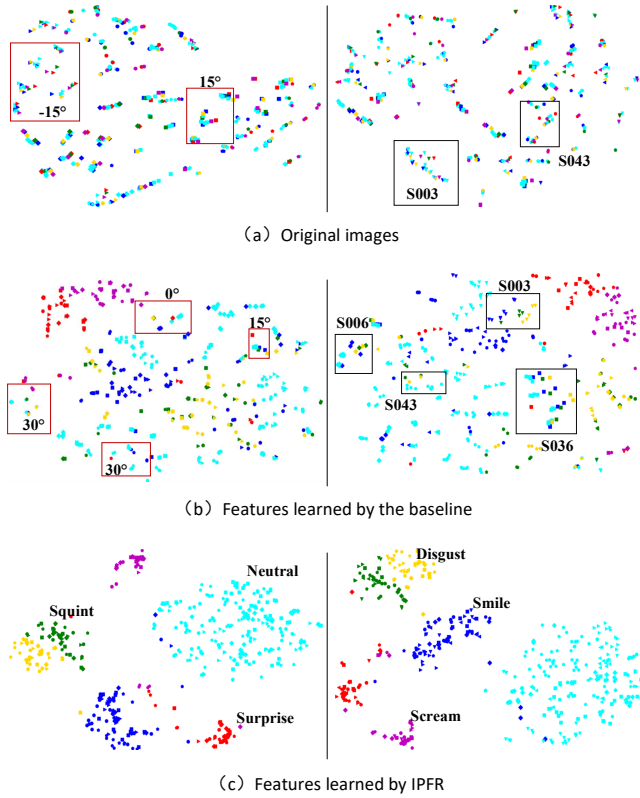 -15°
15°
S043
S003
（a） Original images
0°
15°
30°
30°
S003
S006
S043
S036
（b） Features learned by the baseline
Neutral
Squint
Surprise
Disgust
Smile
Scream
（c） Features learned by IPFR